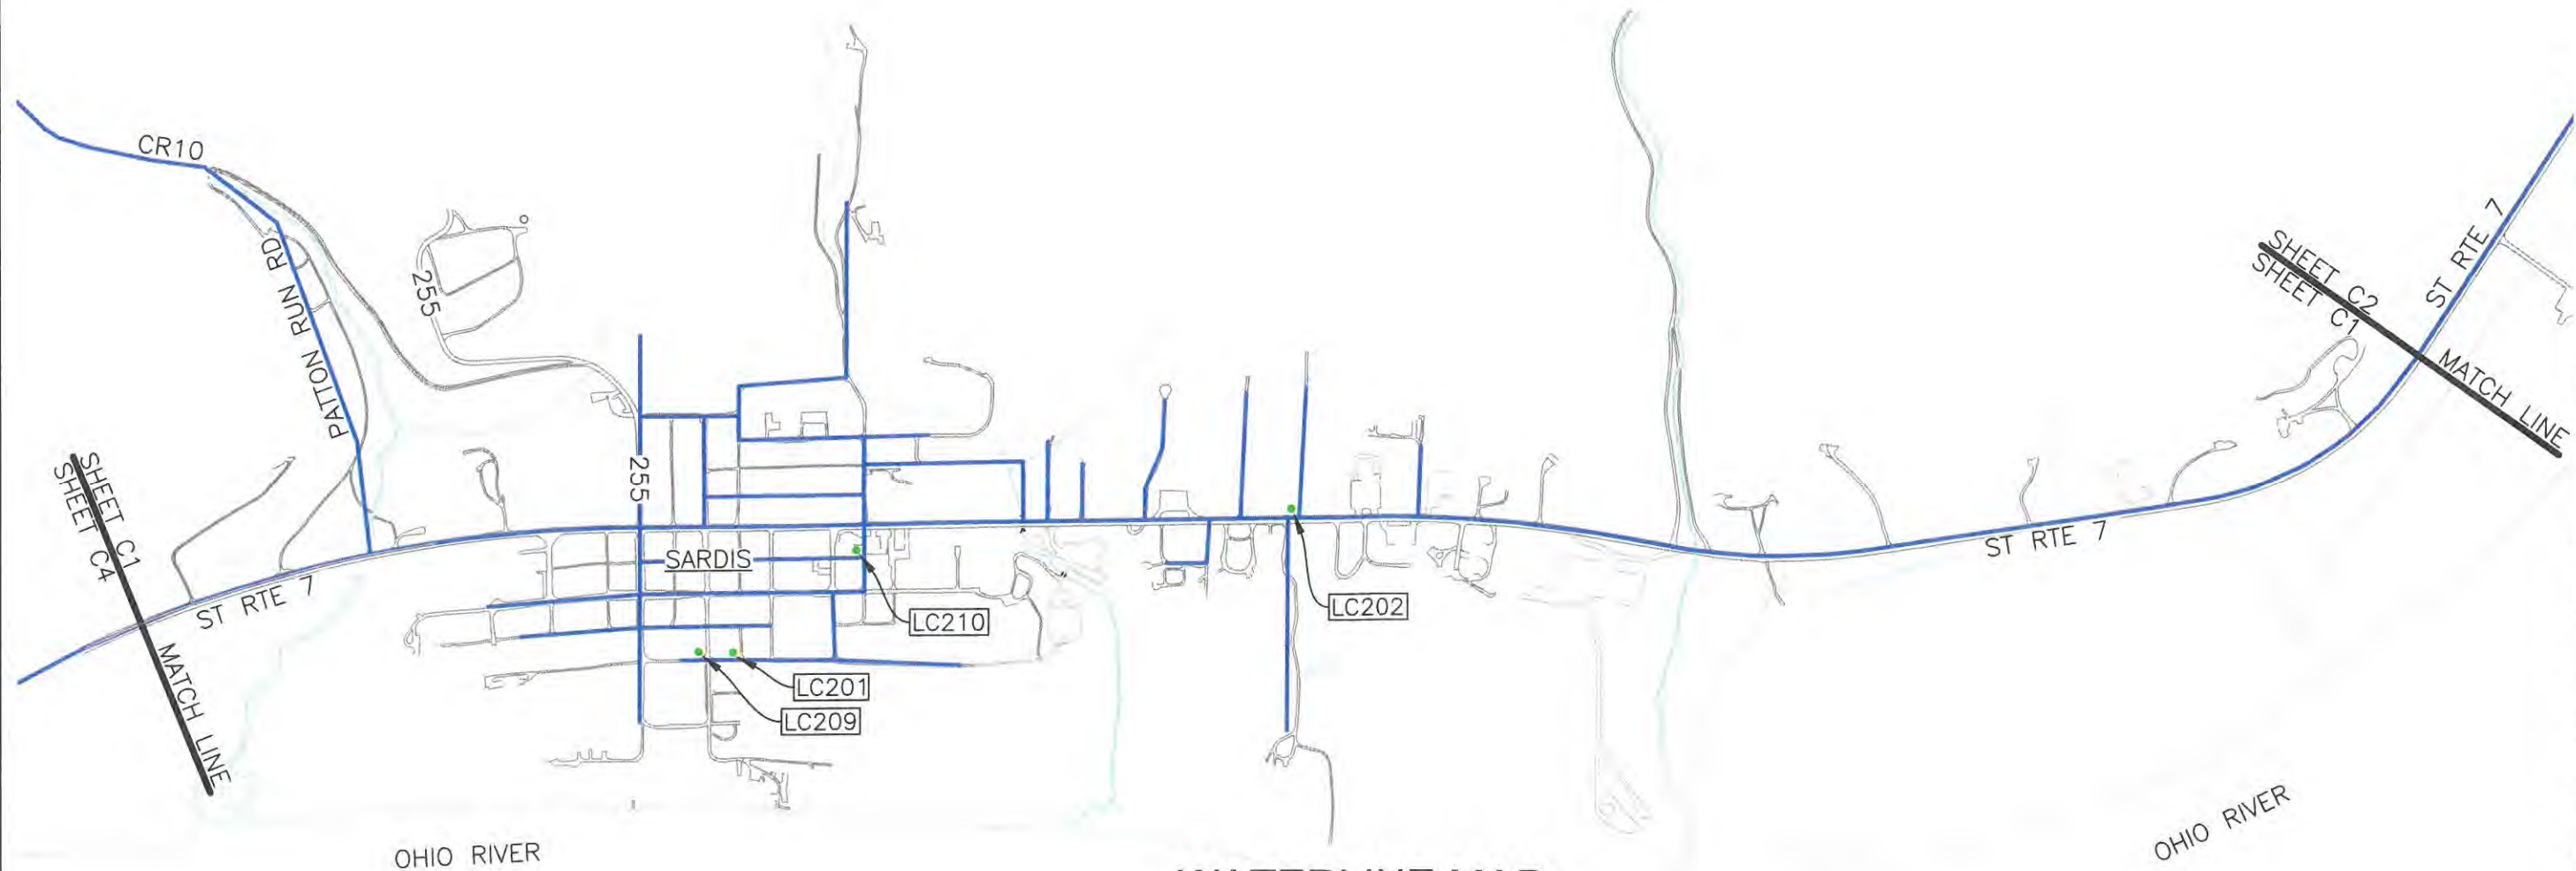 CR10
PATTON RUN RD
255
255
SHEET C1
SHEET C4
MATCH LINE
ST RTE 7
SARDIS
LC210
LC201
LC209
LC202
ST RTE 7
SHEET C2
SHEET C1
MATCH LINE
ST RTE 7
OHIO RIVER
OHIO RIVER